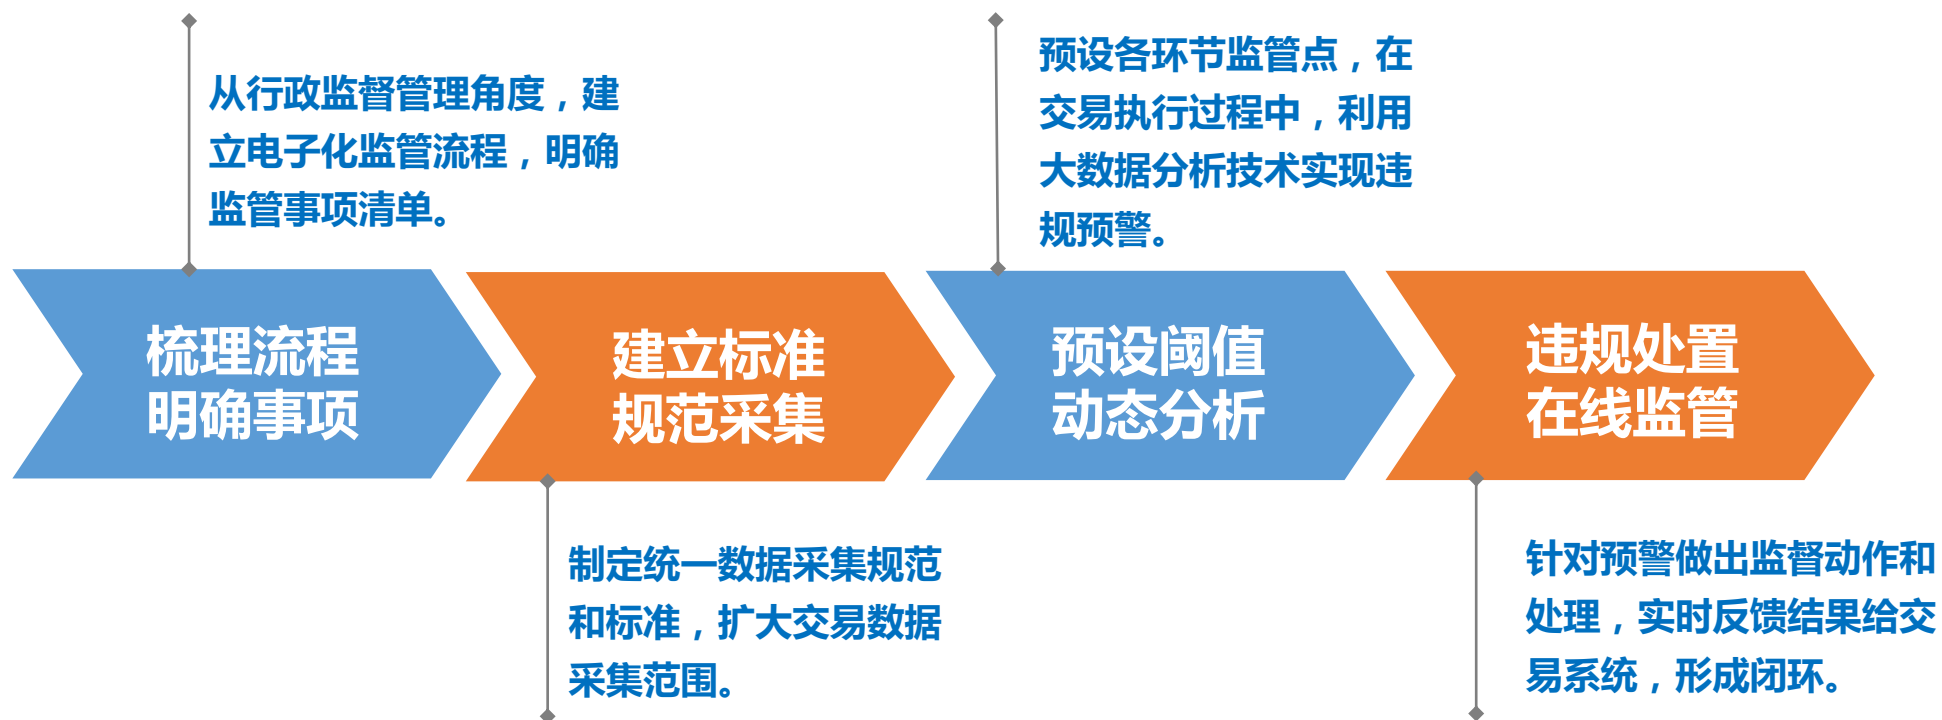 从行政监督管理角度，建
立电子化监管流程，明确
监管事项清单。
预设各环节监管点，在
交易执行过程中，利用
大数据分析技术实现违
规预警。
梳理流程
明确事项
建立标准
规范采集
预设阈值
动态分析
违规处置
在线监管
制定统一数据采集规范
和标准，扩大交易数据
采集范围。
针对预警做出监督动作和
处理，实时反馈结果给交
易系统，形成闭环。